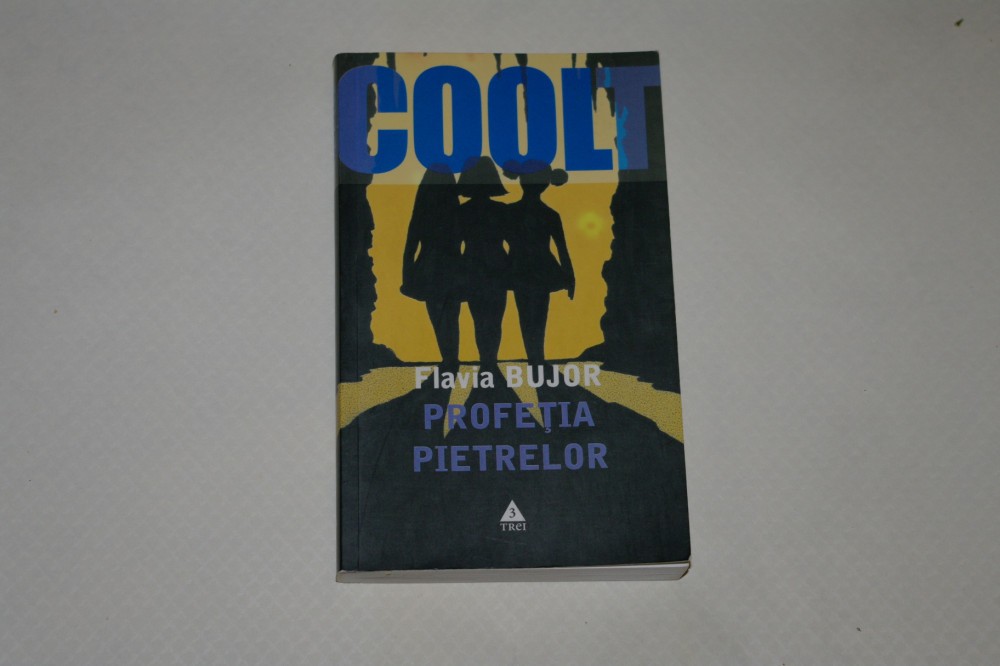 COOLT
Flavia BUJOR
PROFEŢIA
PIETRELOR
3
TREI